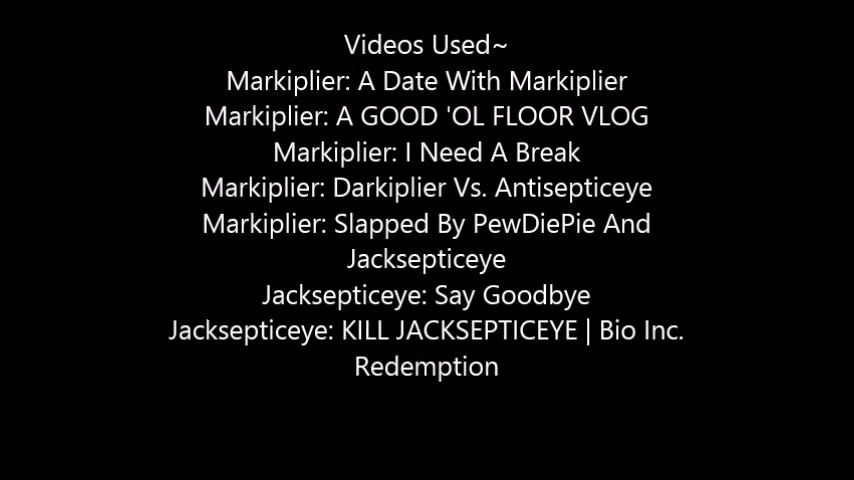 Videos Used~
Markiplier: A Date With Markiplier
Markiplier: A GOOD 'OL FLOOR VLOG
Markiplier: I Need A Break
Markiplier: Darkiplier Vs. Antisepticeye
Markiplier: Slapped By PewDiePie And
Jacksepticeye
Jacksepticeye: Say Goodbye
Jacksepticeye: KILL JACKSEPTICEYE | Bio Inc.
Redemption